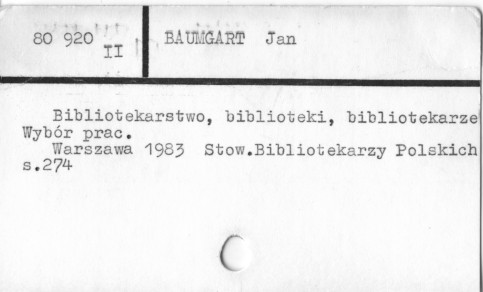 80 920
II
BAUMGART Jan
Bibliotekarstwo, biblioteki, bibliotekarze
Wybór prac.
Warszawa 1983 Stow.Bibliotekarzy Polskich
s.274